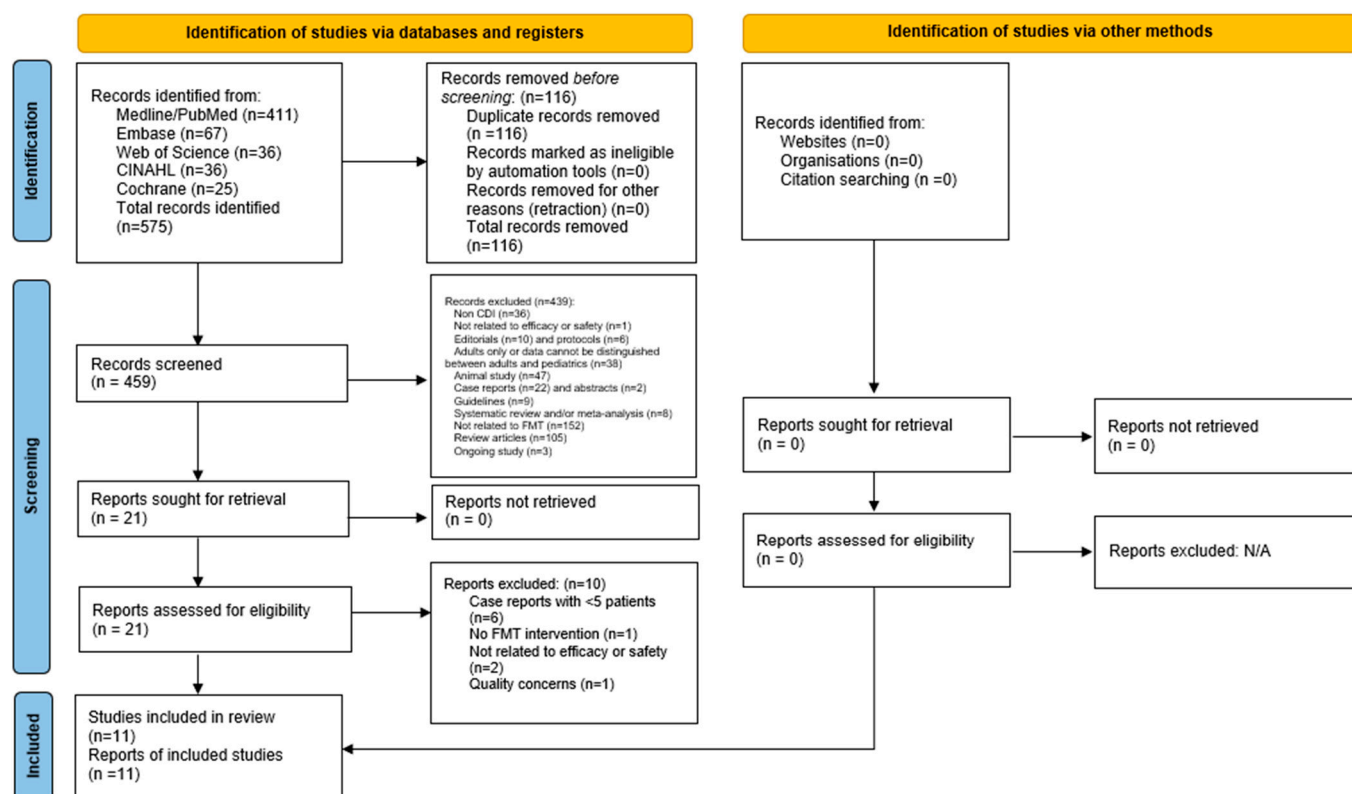 Identification of studies via databases and registers
Identification of studies via other methods
Identification
Records identified from:
Medline/PubMed (n=411)
Embase (n=67)
Web of Science (n=36)
CINAHL (n=36)
Cochrane (n=25)
Total records identified
(n=575)
Records removed before
screening: (n=116)
Duplicate records removed
(n =116)
Records marked as ineligible
by automation tools (n=0)
Records removed for other
reasons (retraction) (n=0)
Total records removed
(n=116)
Records identified from:
Websites (n=0)
Organisations (n=0)
Citation searching (n =0)
Screening
Records screened
(n = 459)
Records excluded (n=439):
Non CDI (n=36)
Not related to efficacy or safety (n=1)
Editorials (n=10) and protocols (n=6)
Adults only or data cannot be distinguished
between adults and pediatrics (n=38)
Animal study (n=47)
Case reports (n=22) and abstracts (n=2)
Guidelines (n=9)
Systematic review and/or meta-analysis (n=8)
Not related to FMT (n=152)
Review articles (n=105)
Ongoing study (n=3)
Reports sought for retrieval
(n = 21)
Reports not retrieved
(n = 0)
Reports sought for retrieval
(n = 0)
Reports not retrieved
(n = 0)
Reports assessed for eligibility
(n = 21)
Reports excluded: (n=10)
Case reports with <5 patients
(n=6)
No FMT intervention (n=1)
Not related to efficacy or safety
(n=2)
Quality concerns (n=1)
Reports assessed for eligibility
(n = 0)
Reports excluded: N/A
Included
Studies included in review
(n=11)
Reports of included studies
(n =11)